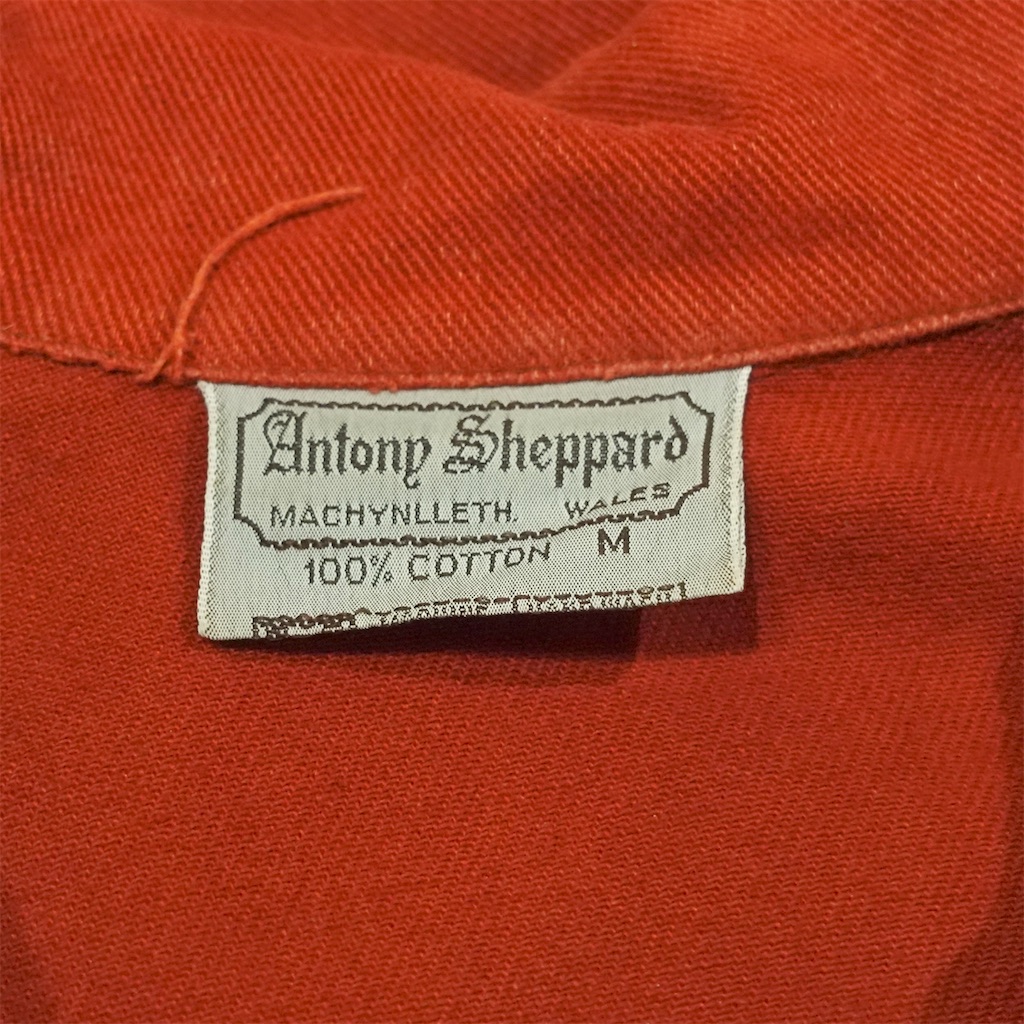 Antony Sheppard
MACHYNLLETH. WALES
M
100% COTTON